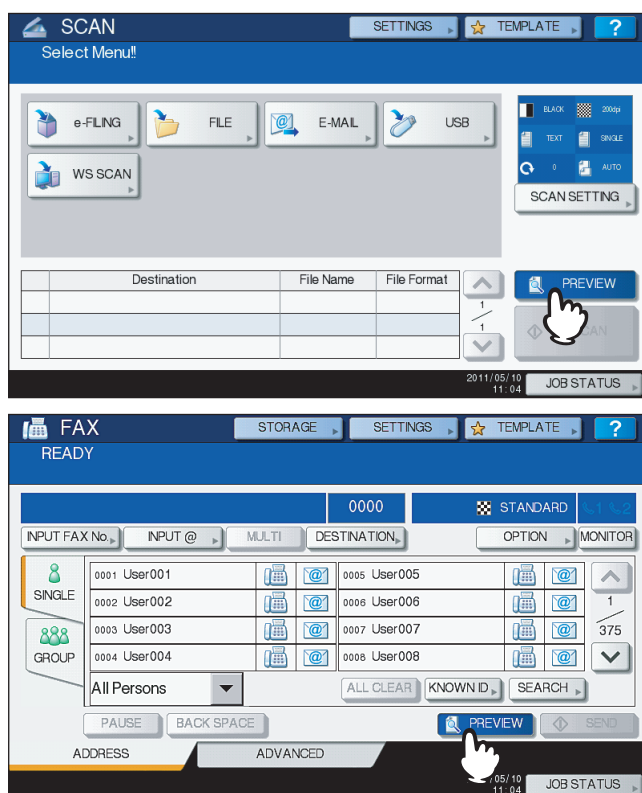 SCAN SETTINGS TEMPLATE ?
Select Menu!!
e-FILING FILE E-MAIL USB
WS SCAN
BLACK 200dpi
TEXT SINGLE
0 AUTO
SCAN SETTING
Destination File Name File Format
PREVIEW
1
1
2011/05/10
11:04
JOB STATUS
FAX STORAGE SETTINGS TEMPLATE ?
READY
0000 STANDARD
INPUT FAX No. INPUT @ MULTI DESTINATION OPTION MONITOR
SINGLE
GROUP
0001 User001 0005 User005
0002 User002 0006 User006
0003 User003 0007 User007
0004 User004 0008 User008
1
375
All Persons ALL CLEAR KNOWN ID SEARCH
PAUSE BACK SPACE PREVIEW SEND
ADDRESS ADVANCED
/05/10
11:04
JOB STATUS